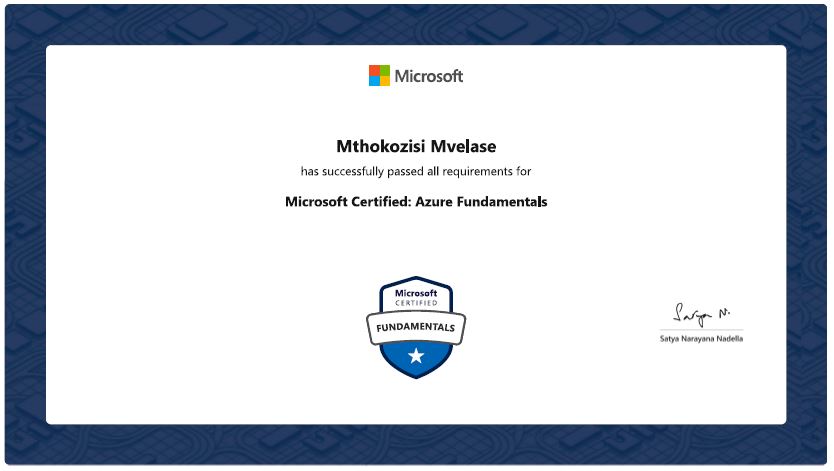 Microsoft
Mthokozisi Mvelase
has successfully passed all requirements for
Microsoft Certified: Azure Fundamentals
Microsoft
CERTIFIED
FUNDAMENTALS
Satya N.
Satya Narayana Nadella